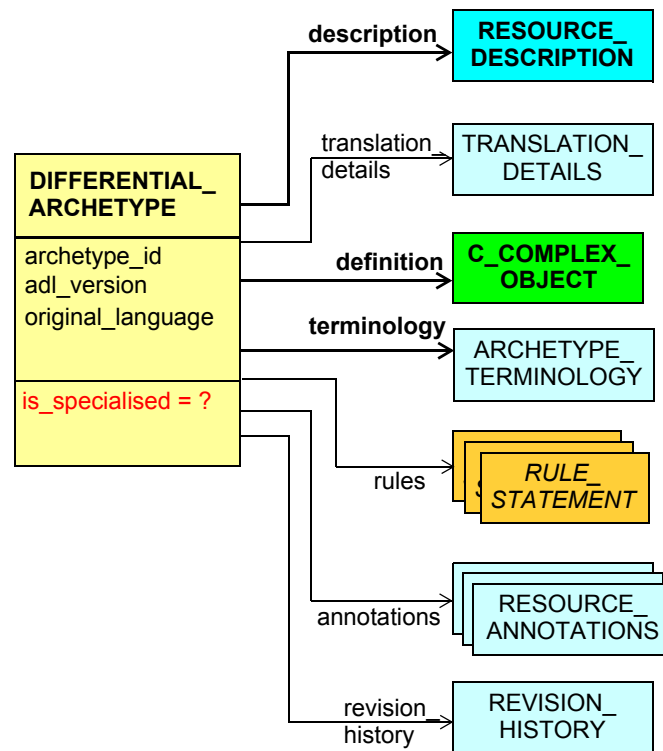 description
RESOURCE_
DESCRIPTION
translation_
details
TRANSLATION_
DETAILS
DIFFERENTIAL_
ARCHETYPE
archetype_id
adl_version
original_language
is_specialised = ?
definition
C_COMPLEX_
OBJECT
terminology
ARCHETYPE_
TERMINOLOGY
rules
RULE_
STATEMENT
annotations
RESOURCE_
ANNOTATIONS
revision_
history
REVISION_
HISTORY